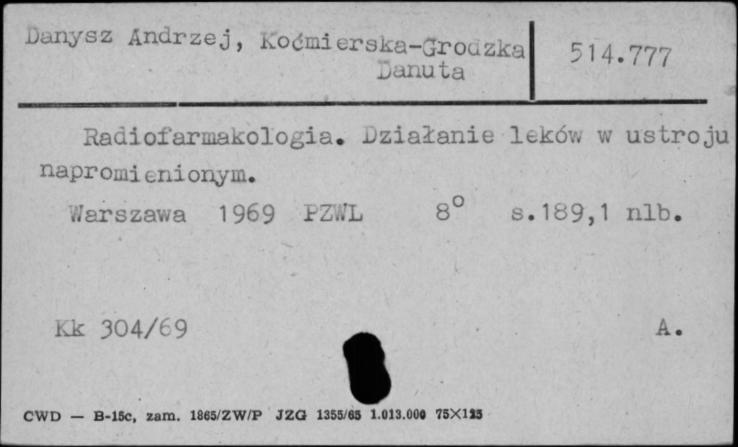 Danysz Andrzej, Koćmierska-Grodzka
Danuta
514.777
Radiofarmakologia. Działanie leków w ustroju
napromienionym.
Warszawa 1969 PZWL 8° s.189,1 nlb.
Kk 304/69 A.
CWD — B-15c, zam. 1865/ZW/P JZG 1355/65 1.013.000 75X125